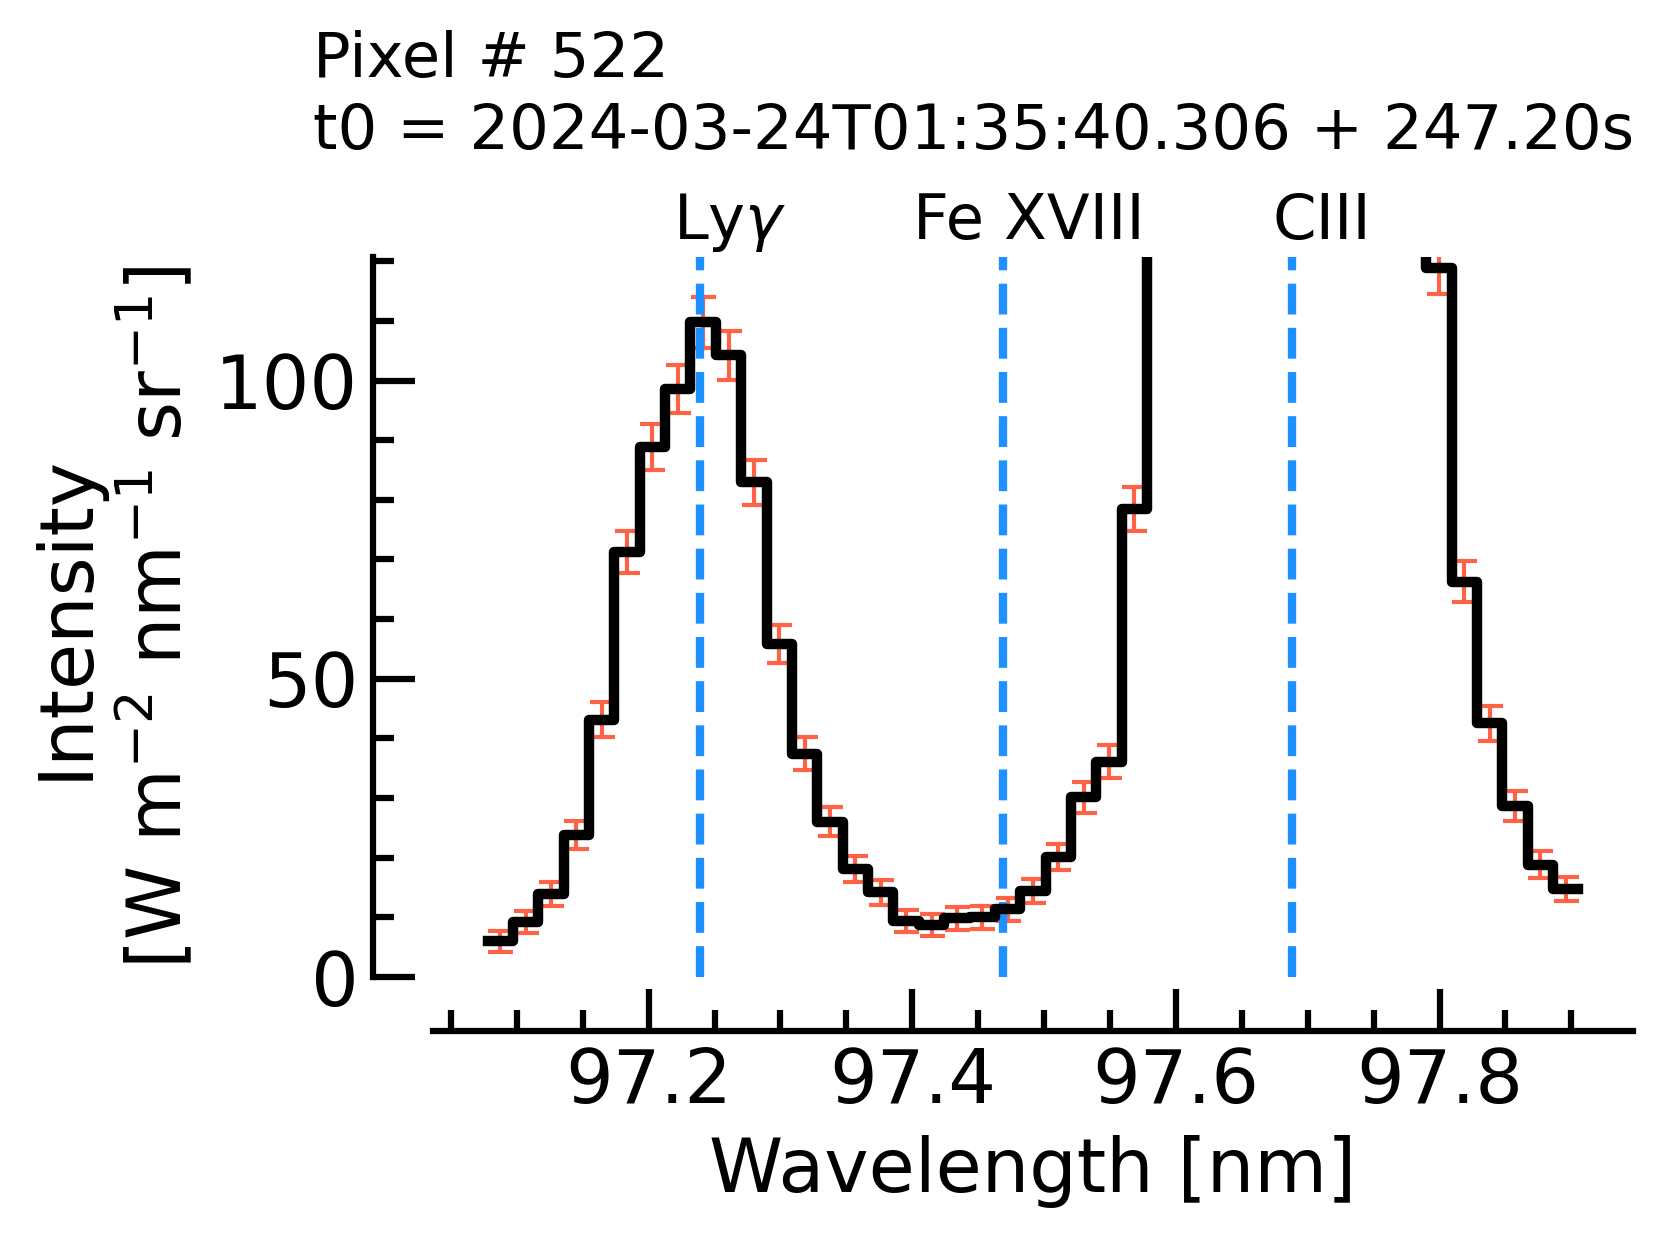 Pixel # 522
t0 = 2024-03-24T01:35:40.306 + 247.20s
Lyγ Fe XVIII CIII
Intensity
[W m⁻² nm⁻¹ sr⁻¹]
100
50
0
97.2 97.4 97.6 97.8
Wavelength [nm]